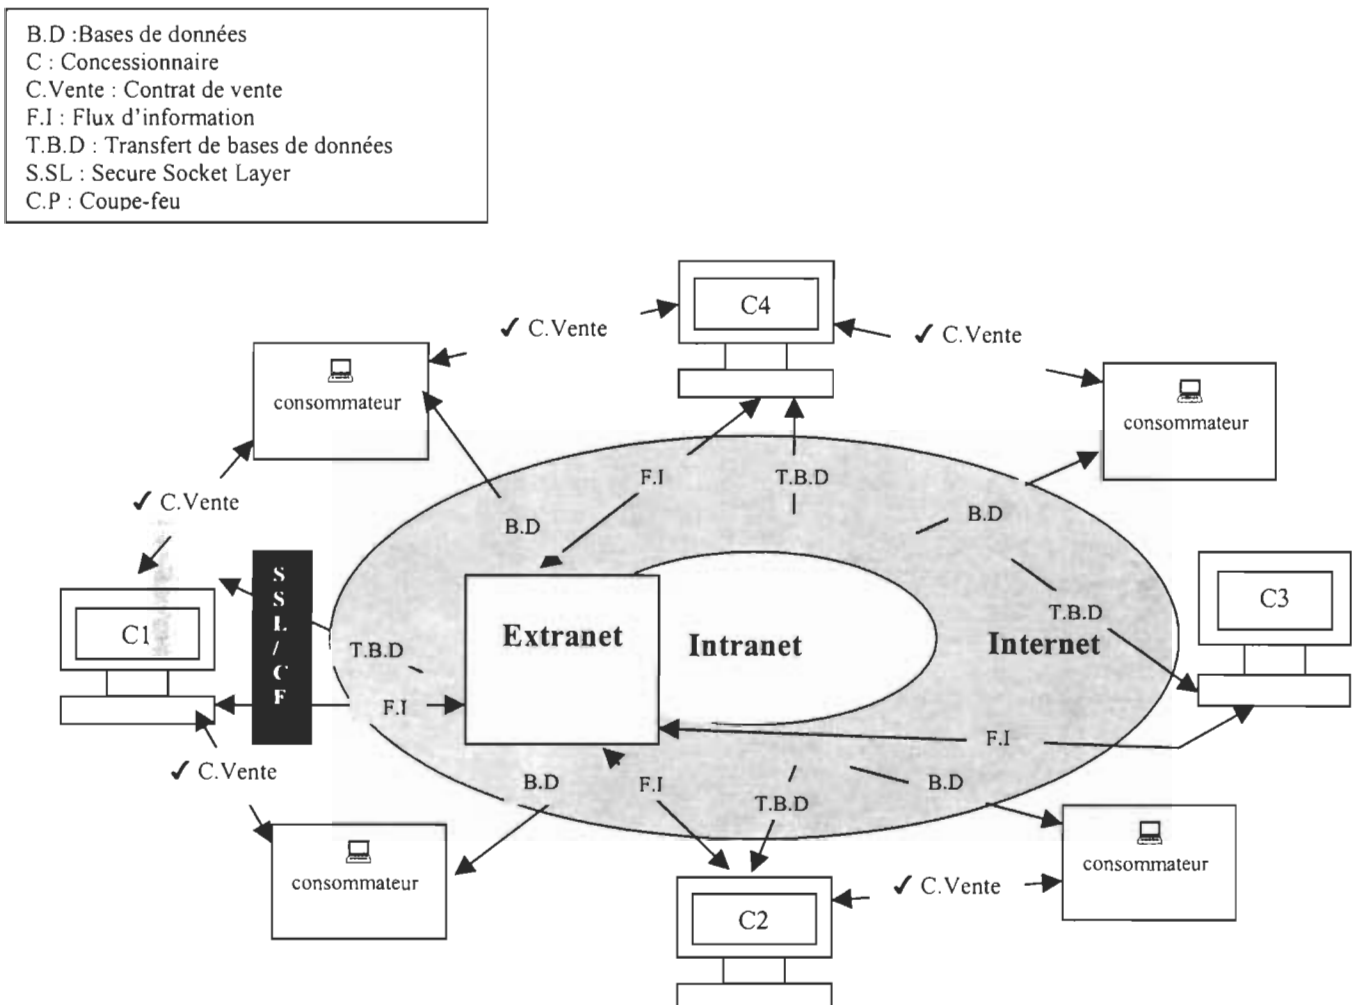 B.D :Bases de données
C : Concessionnaire
C.Vente : Contrat de vente
F.I : Flux d'information
T.B.D : Transfert de bases de données
S.SL : Secure Socket Layer
C.P : Coupe-feu
C4
✓ C.Vente
✓ C.Vente
consommateur
consommateur
F.I
T.B.D
✓ C.Vente
B.D
B.D
S
S
L
/
C
F
C1
Extranet
Intranet
Internet
T.B.D
C3
T.B.D
F.I
F.I
✓ C.Vente
B.D
F.I
T.B.D
B.D
consommateur
consommateur
✓ C.Vente
C2